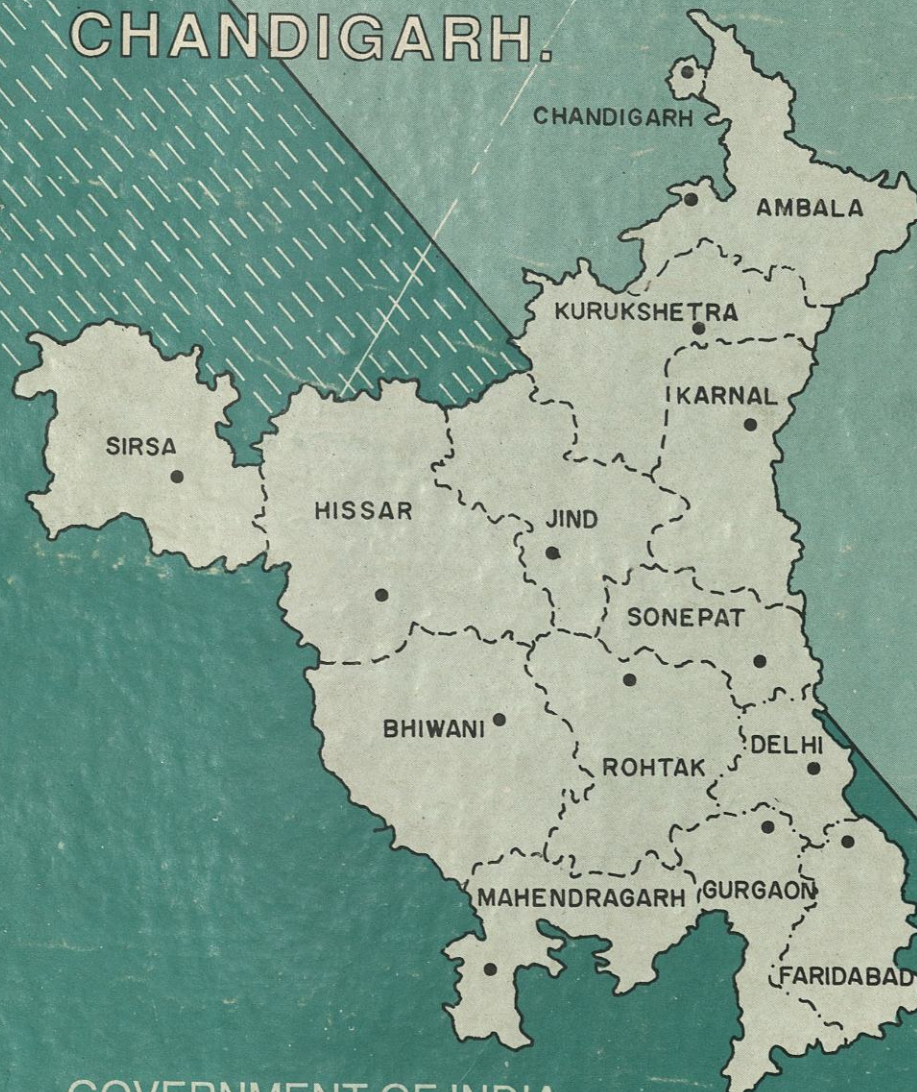 CHANDIGARH.
CHANDIGARH
AMBALA
KURUKSHETRA
KARNAL
SIRSA
HISSAR
JIND
SONEPAT
BHIWANI
ROHTAK
DELHI
MAHENDRAGARH
GURGAON
FARIDABAD
GOVERNMENT OF INDIA